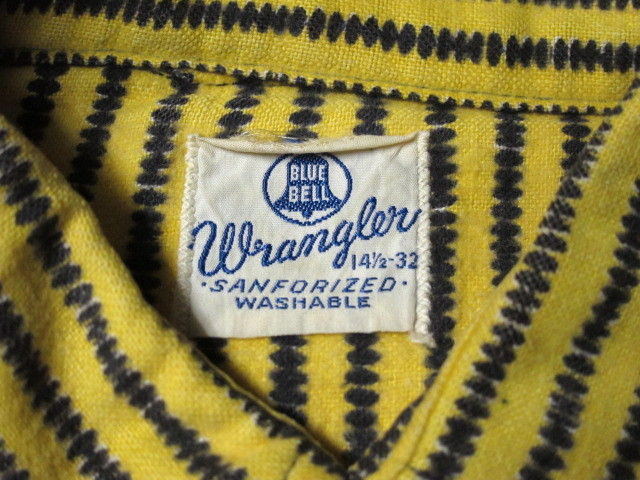 BLUE
BELL
Wrangler
14½-32
·SANFORIZED·
WASHABLE